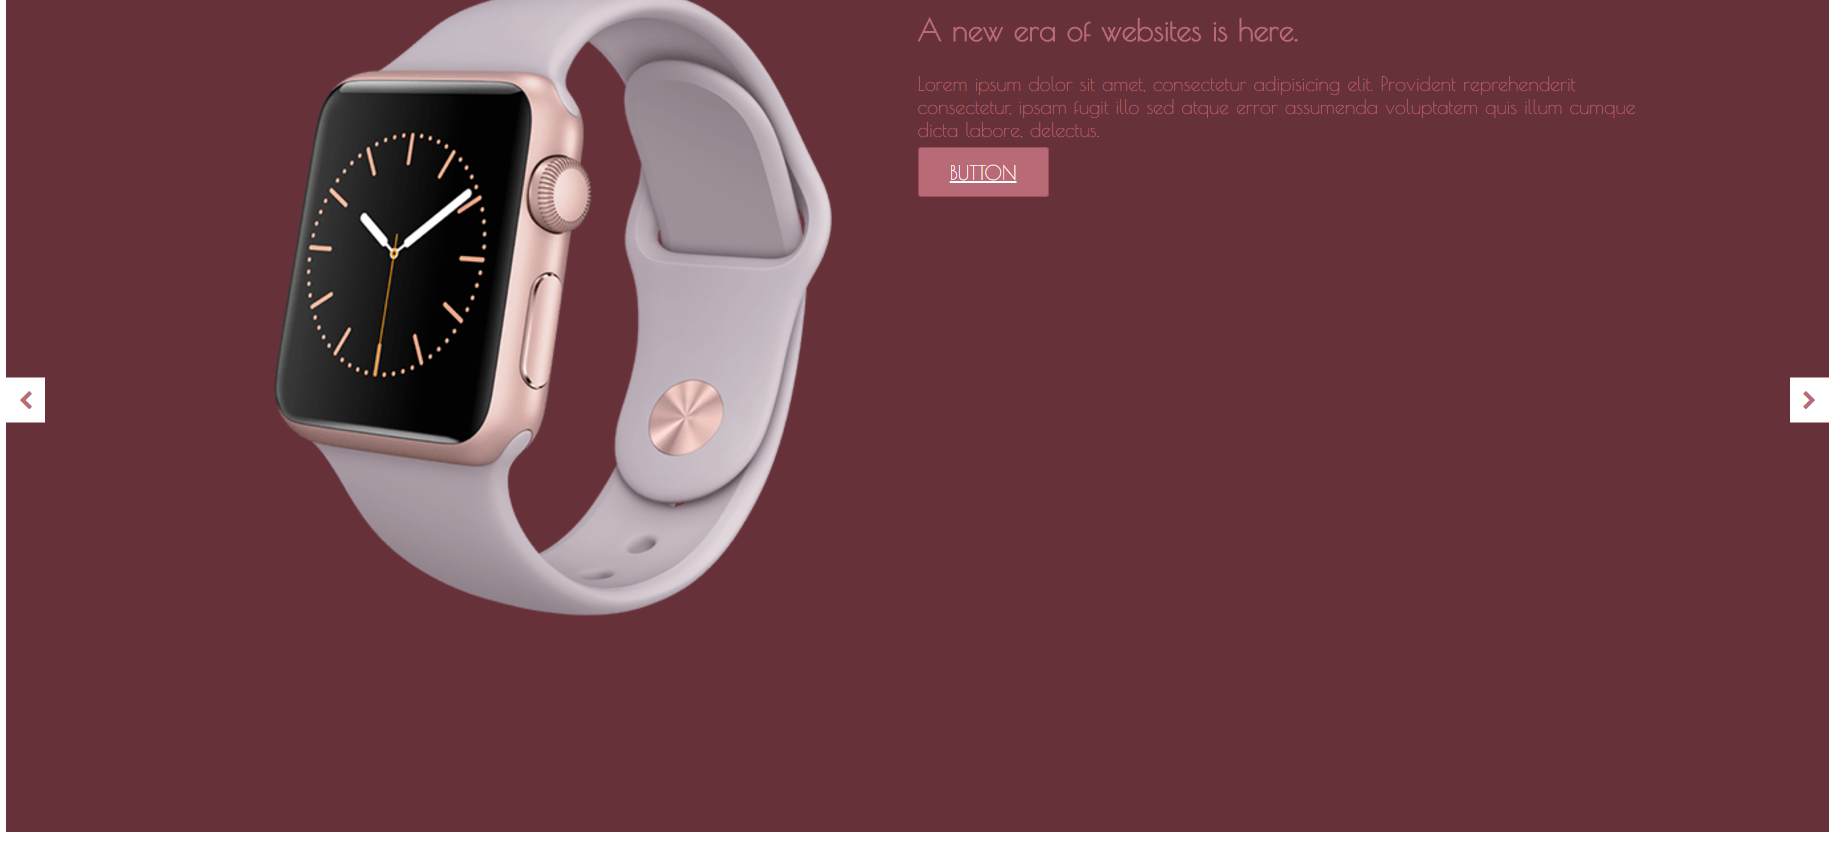 A new era of websites is here.
Lorem ipsum dolor sit amet, consectetur adipisicing elit. Provident reprehenderit
consectetur, ipsam fugit illo sed atque error assumenda voluptatem quis illum cumque
dicta labore, delectus.
BUTTON